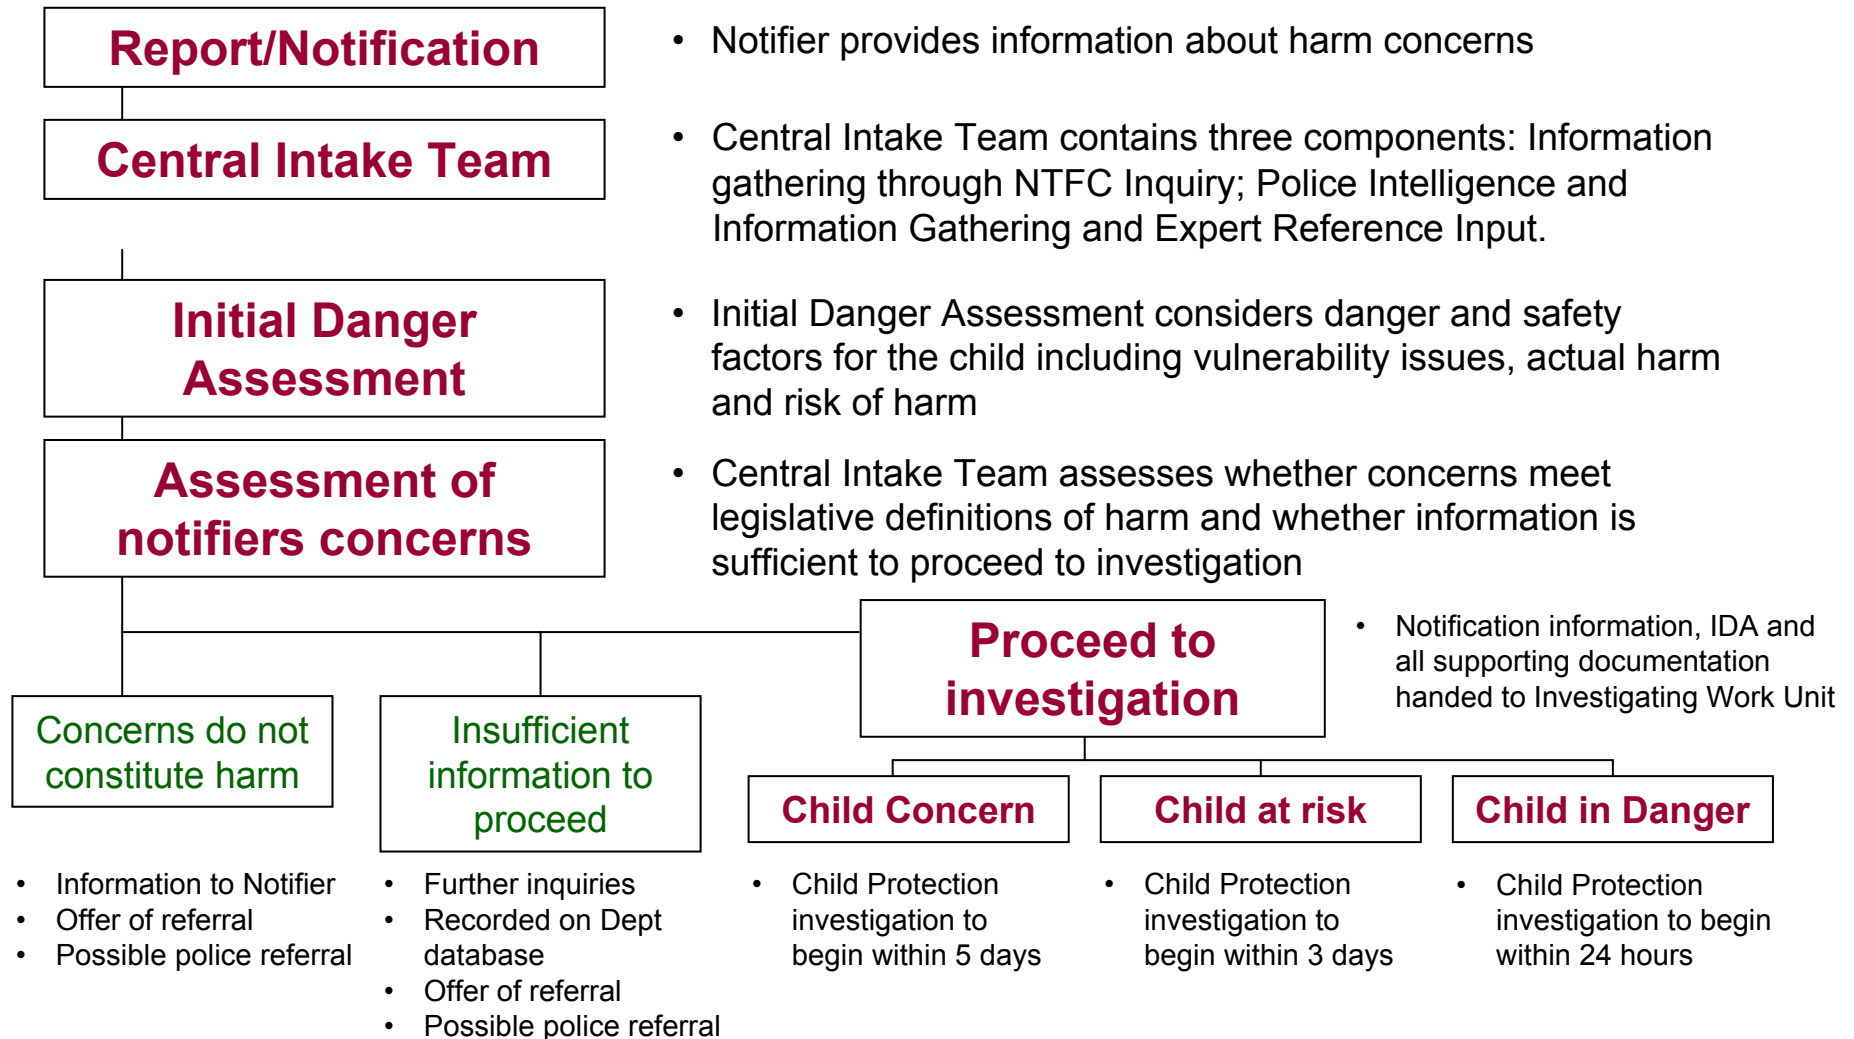 Report/Notification
• Notifier provides information about harm concerns
Central Intake Team
• Central Intake Team contains three components: Information
gathering through NTFC Inquiry; Police Intelligence and
Information Gathering and Expert Reference Input.
Initial Danger
Assessment
• Initial Danger Assessment considers danger and safety
factors for the child including vulnerability issues, actual harm
and risk of harm
Assessment of
notifiers concerns
• Central Intake Team assesses whether concerns meet
legislative definitions of harm and whether information is
sufficient to proceed to investigation
Proceed to
investigation
• Notification information, IDA and
all supporting documentation
handed to Investigating Work Unit
Concerns do not
constitute harm
• Information to Notifier
• Offer of referral
• Possible police referral
Insufficient
information to
proceed
• Further inquiries
• Recorded on Dept
database
• Offer of referral
• Possible police referral
Child Concern
• Child Protection
investigation to
begin within 5 days
Child at risk
• Child Protection
investigation to
begin within 3 days
Child in Danger
• Child Protection
investigation to begin
within 24 hours